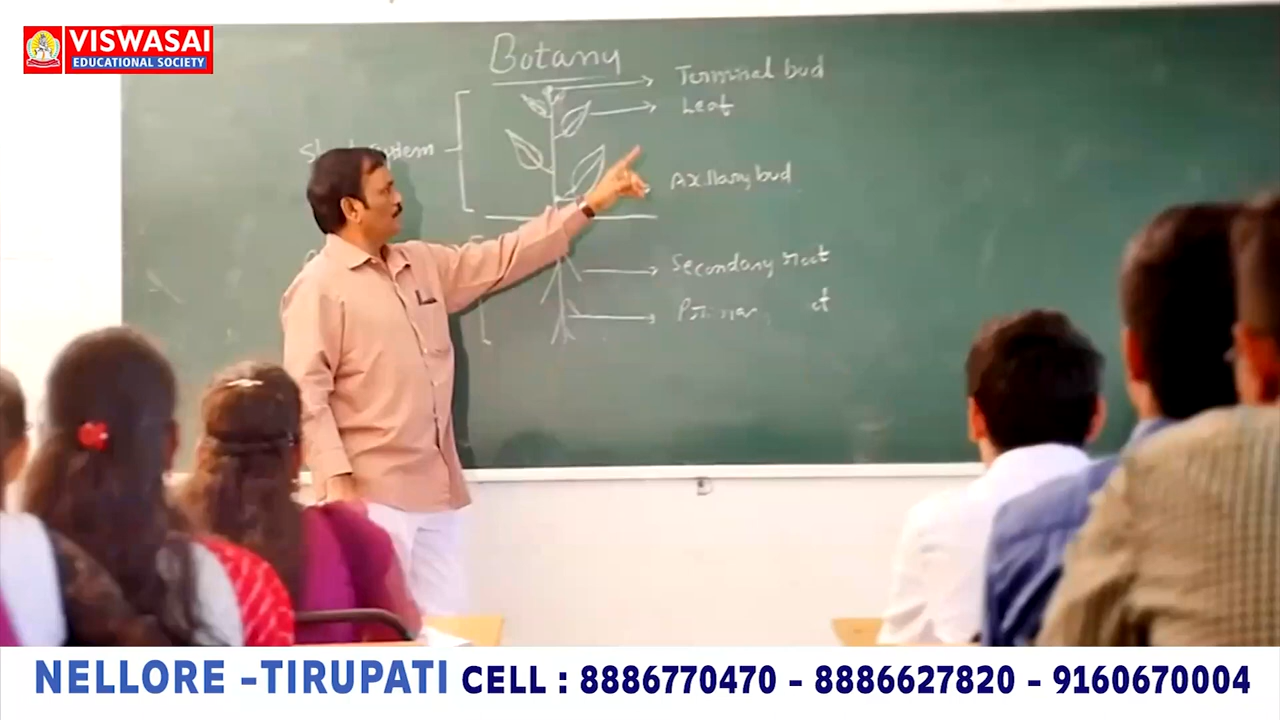 VISWASAI
EDUCATIONAL SOCIETY
Botany
Terminal bud
Leaf
Axillary bud
Secondary root
NELLORE -TIRUPATI CELL : 8886770470 - 8886627820 - 9160670004